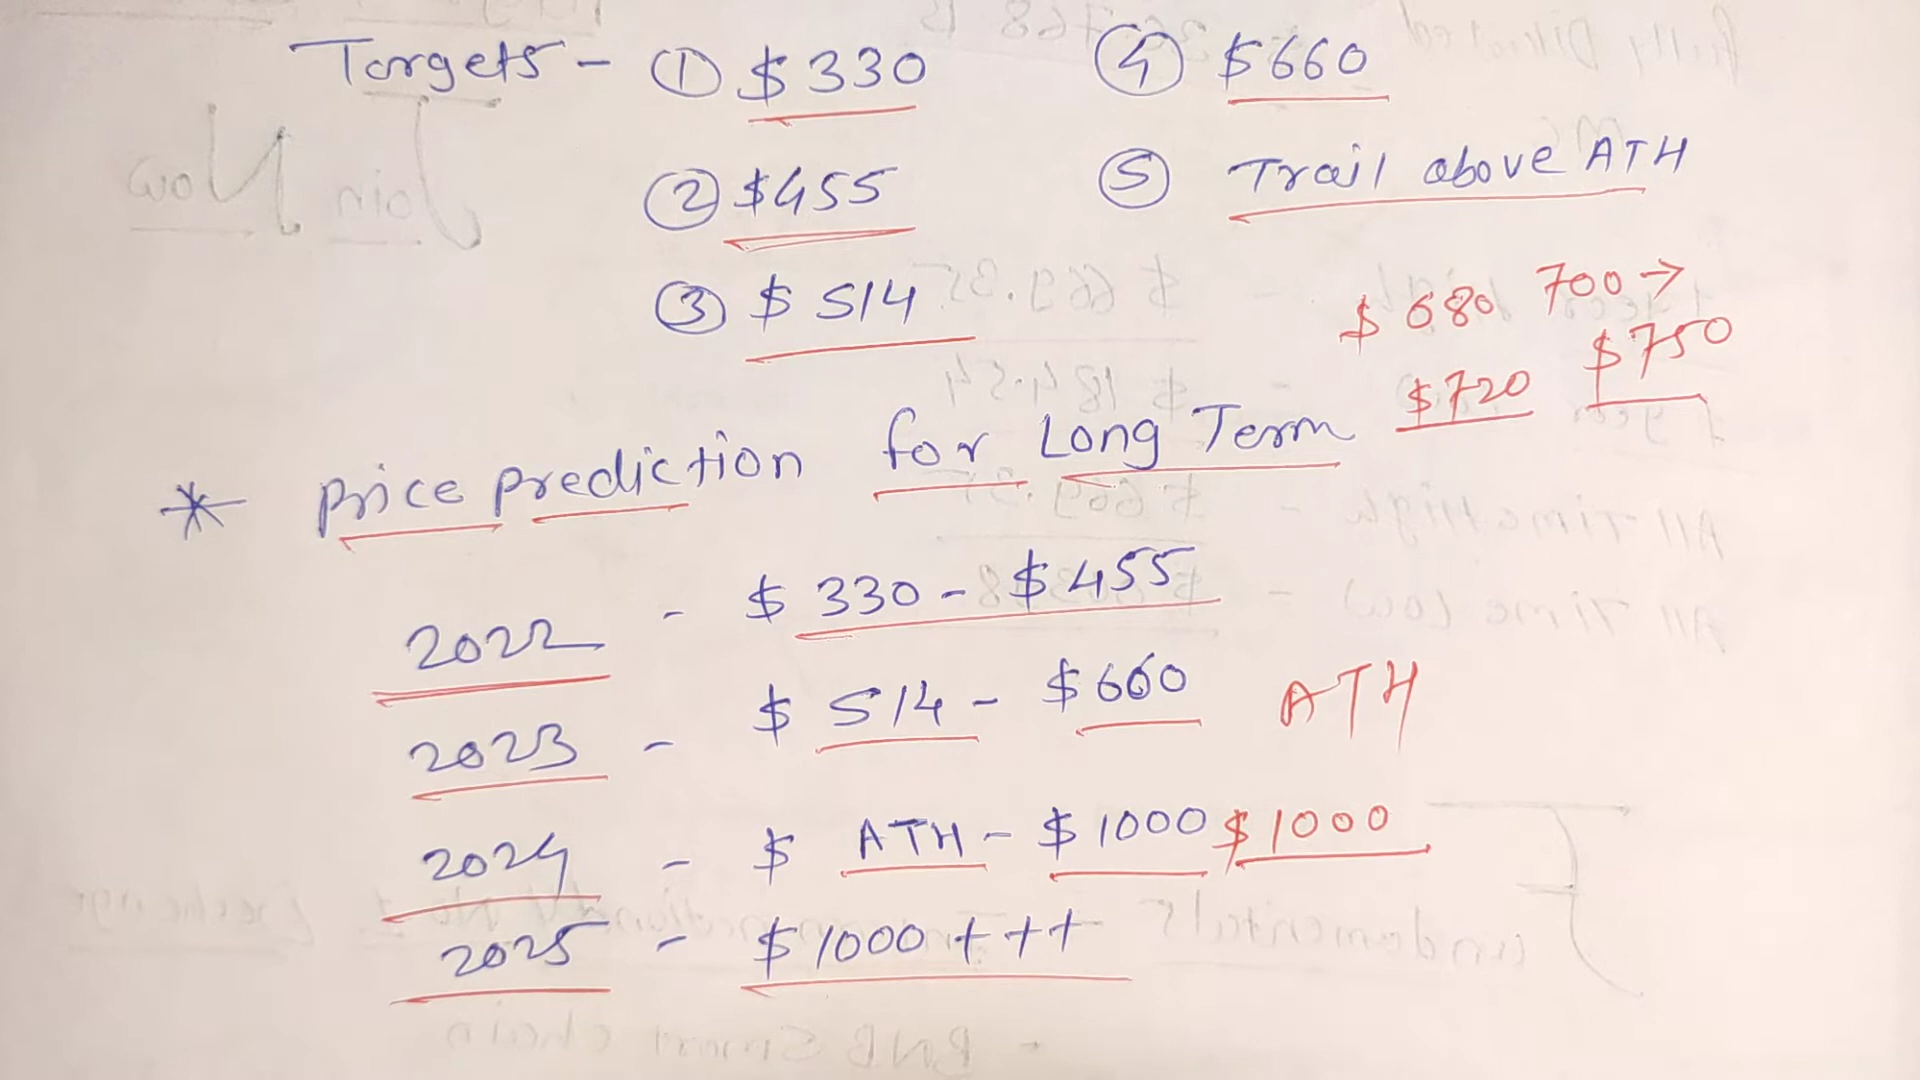 Targets - ① $330
② $455
③ $514
④ $660
⑤ Trail above ATH
$680 700 →
$720 $750
* Price prediction for Long Term
2022 - $330 - $455
2023 - $514 - $660 ATH
2024 - $ ATH - $1000 $1000
2025 - $1000+++